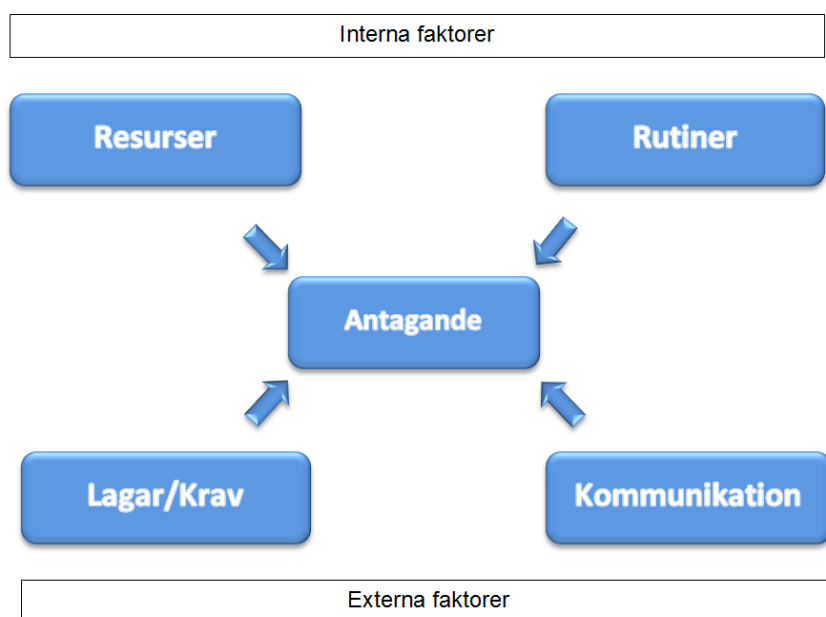 Interna faktorer
Resurser
Rutiner
Antagande
Lagar/Krav
Kommunikation
Externa faktorer